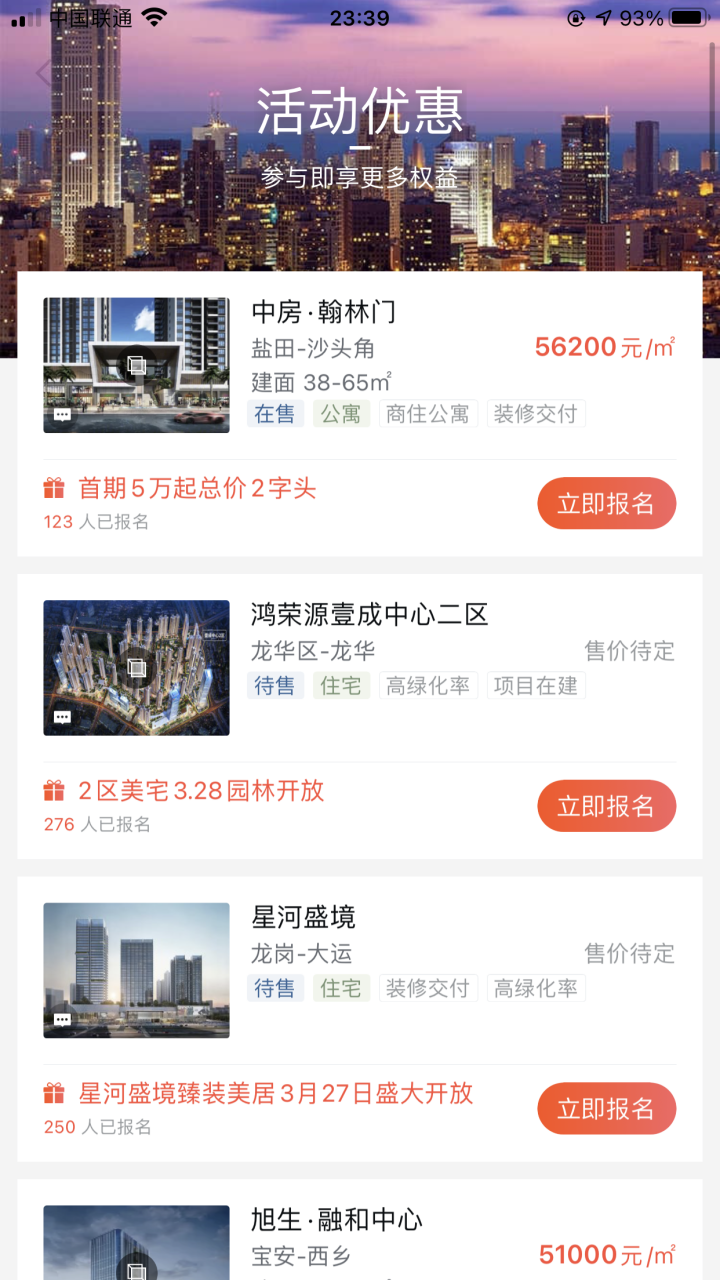 中国联通
23:39
93%
活动优惠
参与即享更多权益
中房·翰林门
盐田-沙头角
56200元/㎡
建面 38-65㎡
在售 公寓 商住公寓 装修交付
首期5万起总价2字头
123 人已报名
立即报名
鸿荣源壹成中心二区
龙华区-龙华
售价待定
待售 住宅 高绿化率 项目在建
2区美宅3.28园林开放
276 人已报名
立即报名
星河盛境
龙岗-大运
售价待定
待售 住宅 装修交付 高绿化率
星河盛境臻装美居3月27日盛大开放
250 人已报名
立即报名
旭生·融和中心
宝安-西乡
51000元/㎡